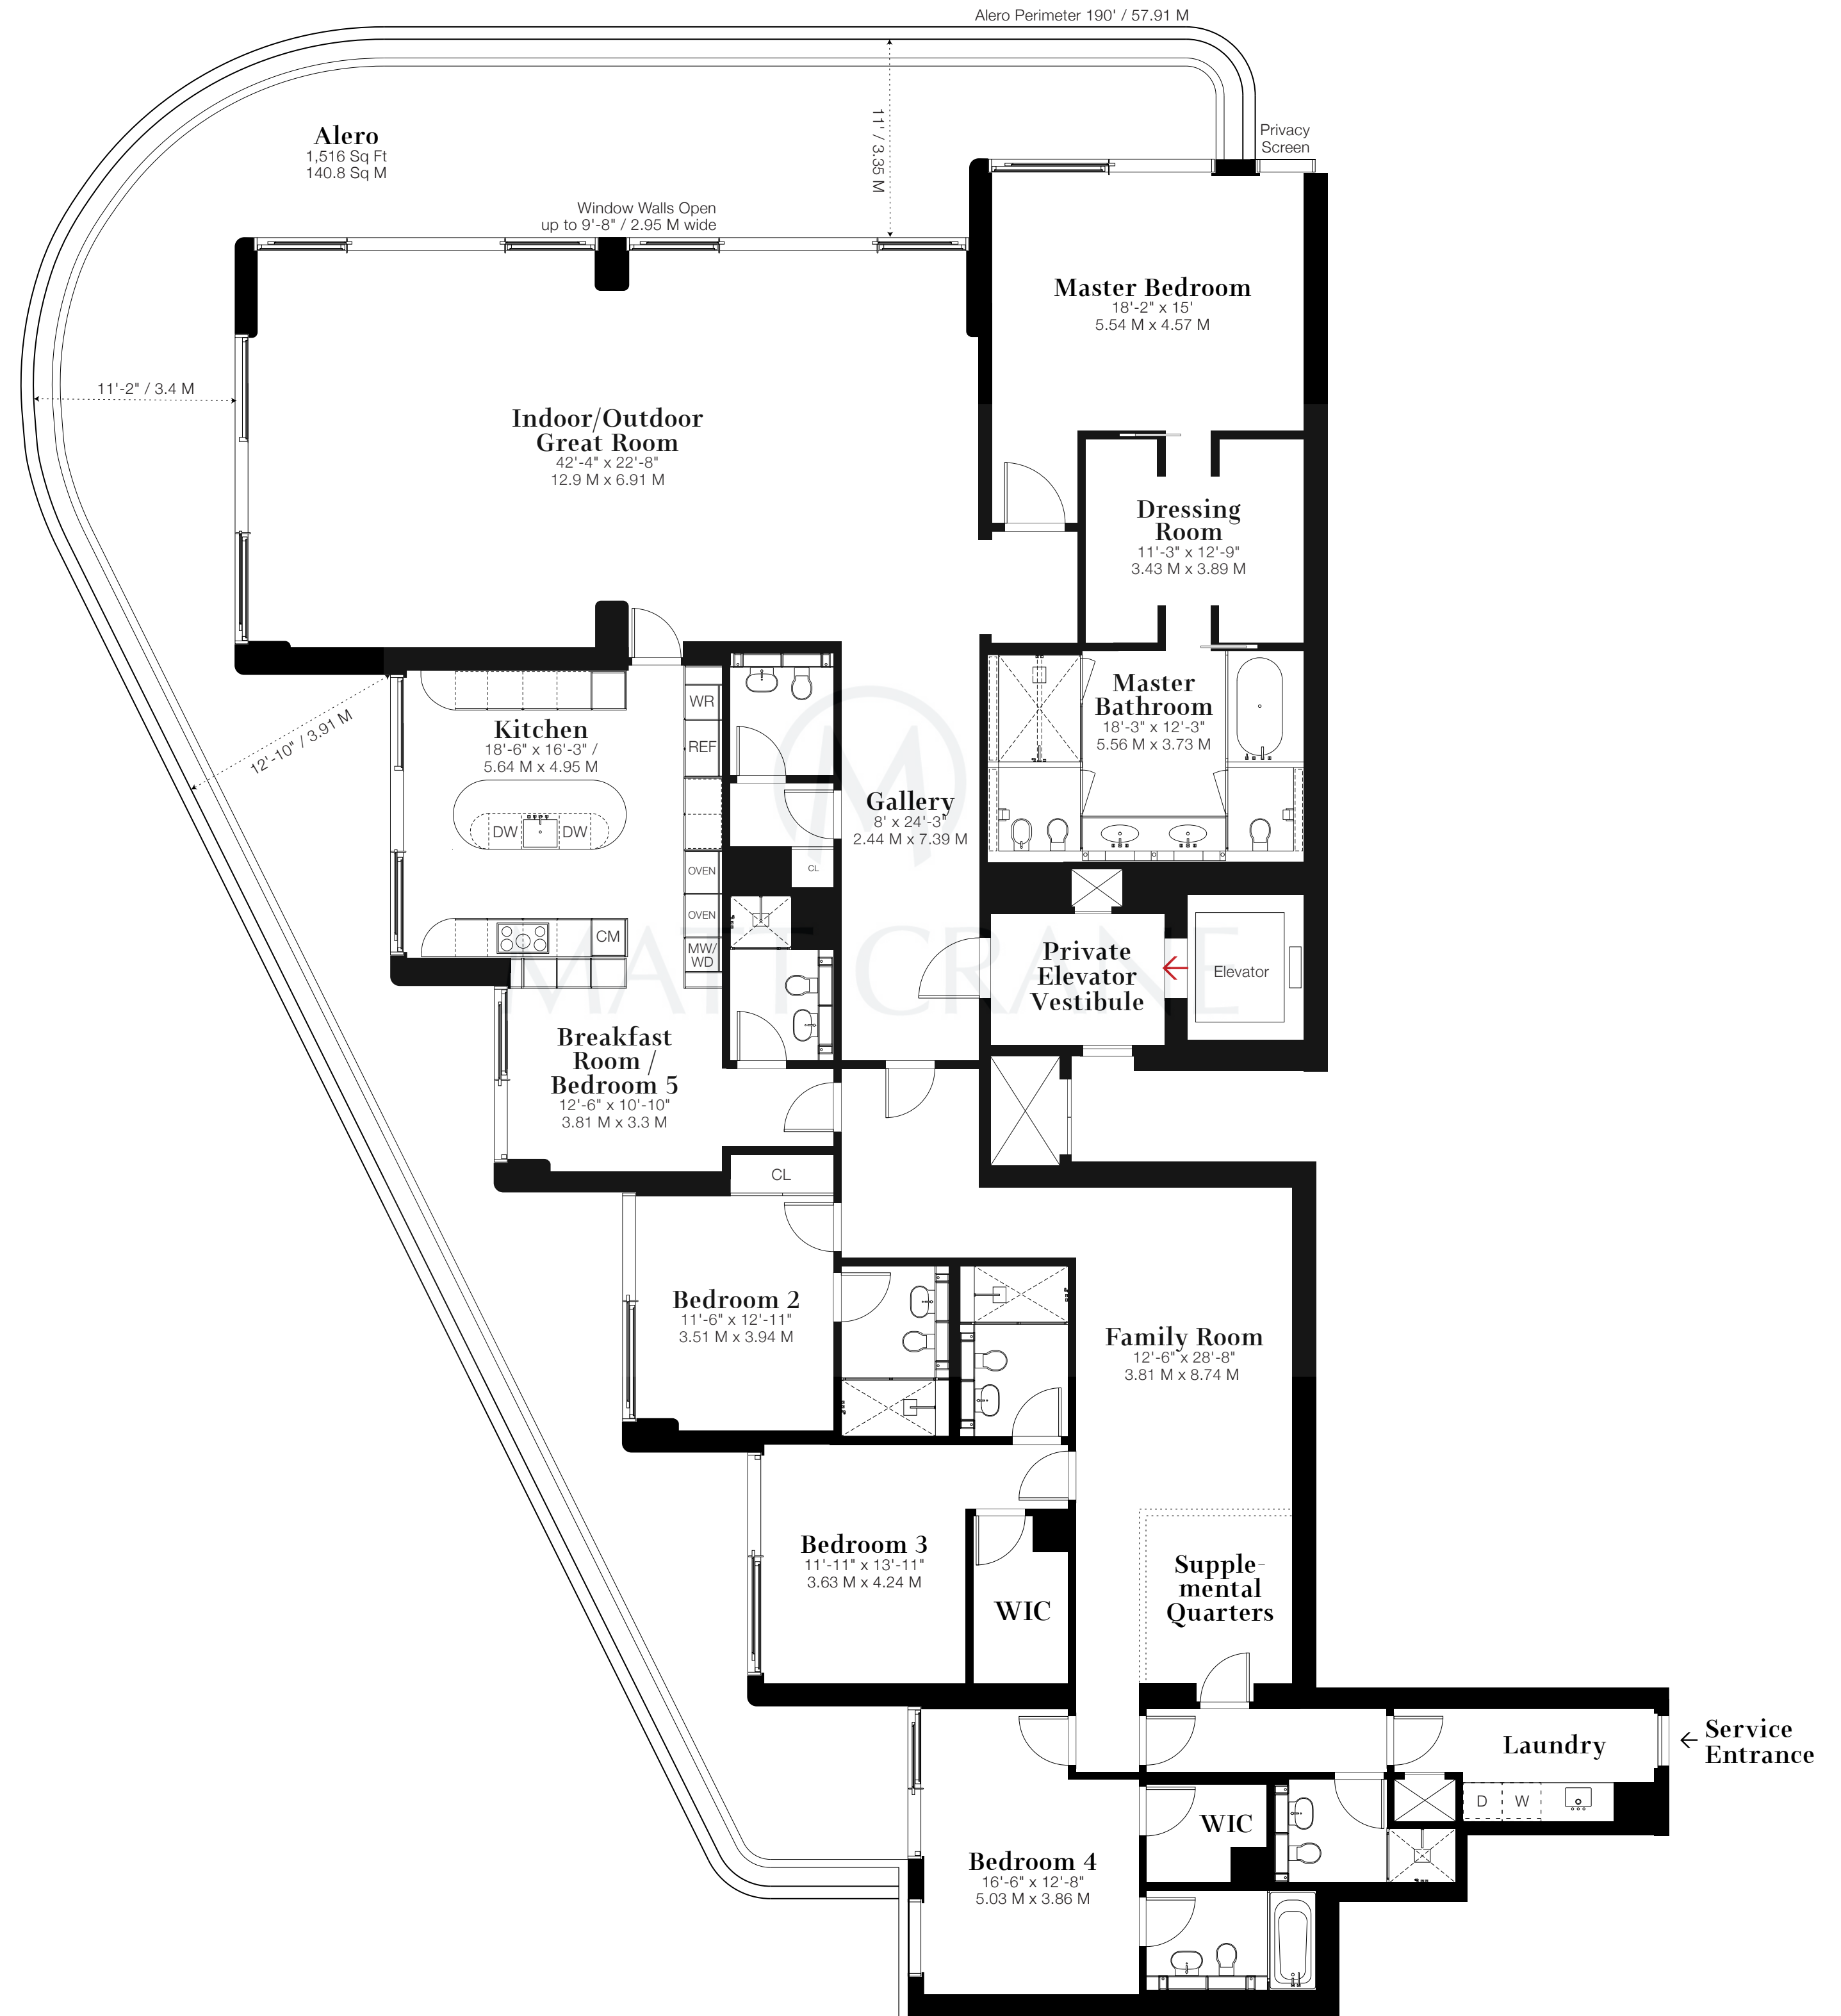 Alero Perimeter 190' / 57.91 M
Alero
1,516 Sq Ft
140.8 Sq M
11' / 3.35 M
Privacy
Screen
Window Walls Open
up to 9'-8" / 2.95 M wide
Master Bedroom
18'-2" x 15'
5.54 M x 4.57 M
11'-2" / 3.4 M
Indoor/Outdoor
Great Room
42'-4" x 22'-8"
12.9 M x 6.91 M
Dressing
Room
11'-3" x 12'-9"
3.43 M x 3.89 M
12'-10" / 3.91 M
Kitchen
18'-6" x 16'-3" /
5.64 M x 4.95 M
WR
REF
DW
DW
OVEN
OVEN
MW/
WD
CM
CL
Master
Bathroom
18'-3" x 12'-3"
5.56 M x 3.73 M
Gallery
8' x 24'-3"
2.44 M x 7.39 M
M
MATT CRANE
Private
Elevator
Vestibule
Elevator
Breakfast
Room /
Bedroom 5
12'-6" x 10'-10"
3.81 M x 3.3 M
CL
Bedroom 2
11'-6" x 12'-11"
3.51 M x 3.94 M
Family Room
12'-6" x 28'-8"
3.81 M x 8.74 M
Bedroom 3
11'-11" x 13'-11"
3.63 M x 4.24 M
WIC
Supple-
mental
Quarters
Laundry
Service
Entrance
D
W
WIC
Bedroom 4
16'-6" x 12'-8"
5.03 M x 3.86 M